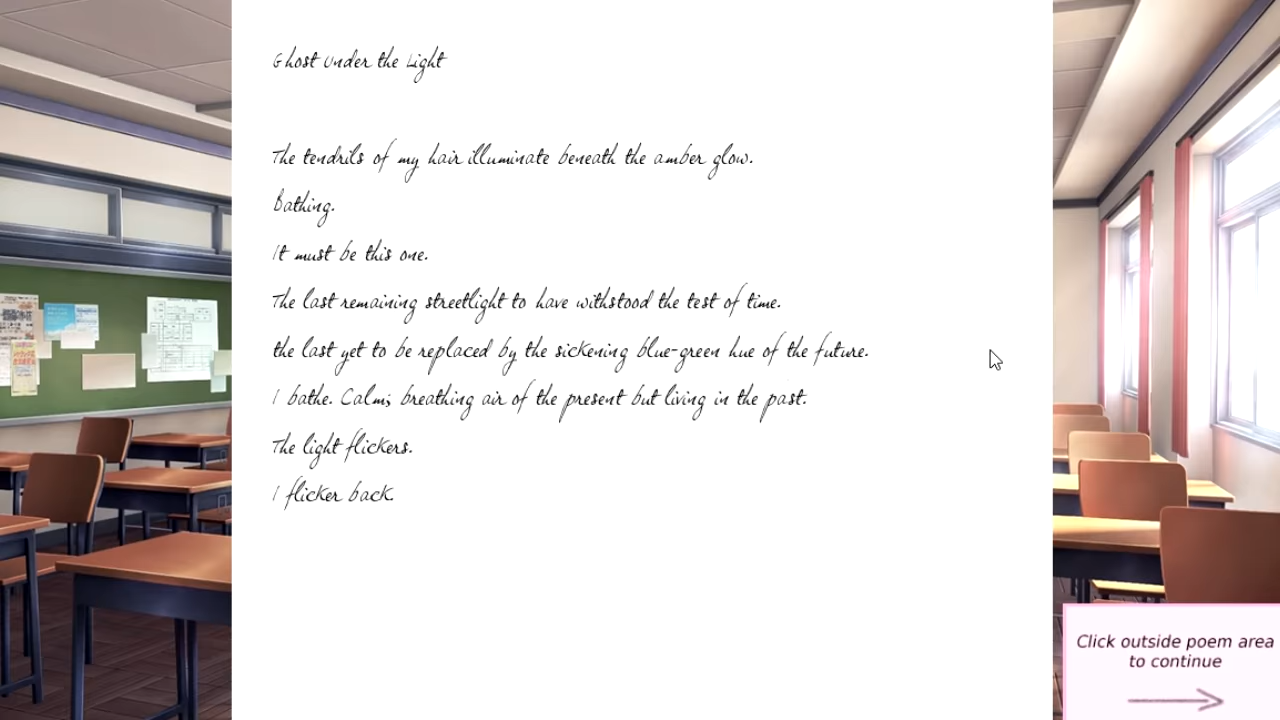 Ghost Under the Light
The tendrils of my hair illuminate beneath the amber glow.
Bathing.
It must be this one.
The last remaining streetlight to have withstood the test of time.
the last yet to be replaced by the sickening blue-green hue of the future.
I bathe. Calm; breathing air of the present but living in the past.
The light flickers.
I flicker back.
Click outside poem area
to continue